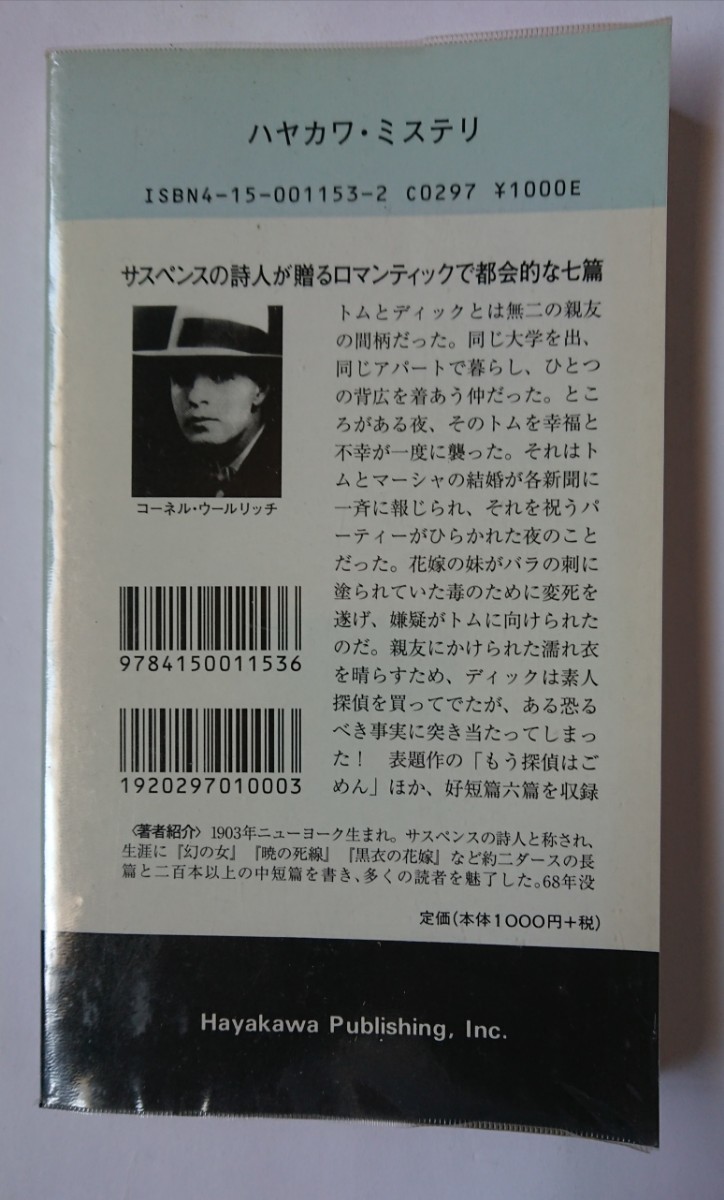 ハヤカワ・ミステリ
ISBN4-15-001153-2 C0297 ¥1000E
サスペンスの詩人が贈るロマンティックで都会的な七篇
コーネル・ウールリッチ
トムとディックとは無二の親友
の間柄だった。同じ大学を出、
同じアパートで暮らし、ひとつ
の背広を着あう仲だった。とこ
ろがある夜、そのトムを幸福と
不幸が一度に襲った。それはト
ムとマーシャの結婚が各新聞に
一斉に報じられ、それを祝うパ
ーティーがひらかれた夜のこと
だった。花嫁の妹がバラの刺に
塗られていた毒のために変死を
遂げ、嫌疑がトムに向けられた
のだ。親友にかけられた濡れ衣
を晴らすため、ディックは素人
探偵を買ってでたが、ある恐る
べき事実に突き当たってしまっ
た！　表題作の「もう探偵はご
めん」ほか、好短篇六篇を収録
9784150011536
1920297010003
〈著者紹介〉1903年ニューヨーク生まれ。サスペンスの詩人と称され、
生涯に『幻の女』『暁の死線』『黒衣の花嫁』など約二ダースの長
篇と二百本以上の中短篇を書き、多くの読者を魅了した。68年没
定価(本体1000円+税)
Hayakawa Publishing, Inc.